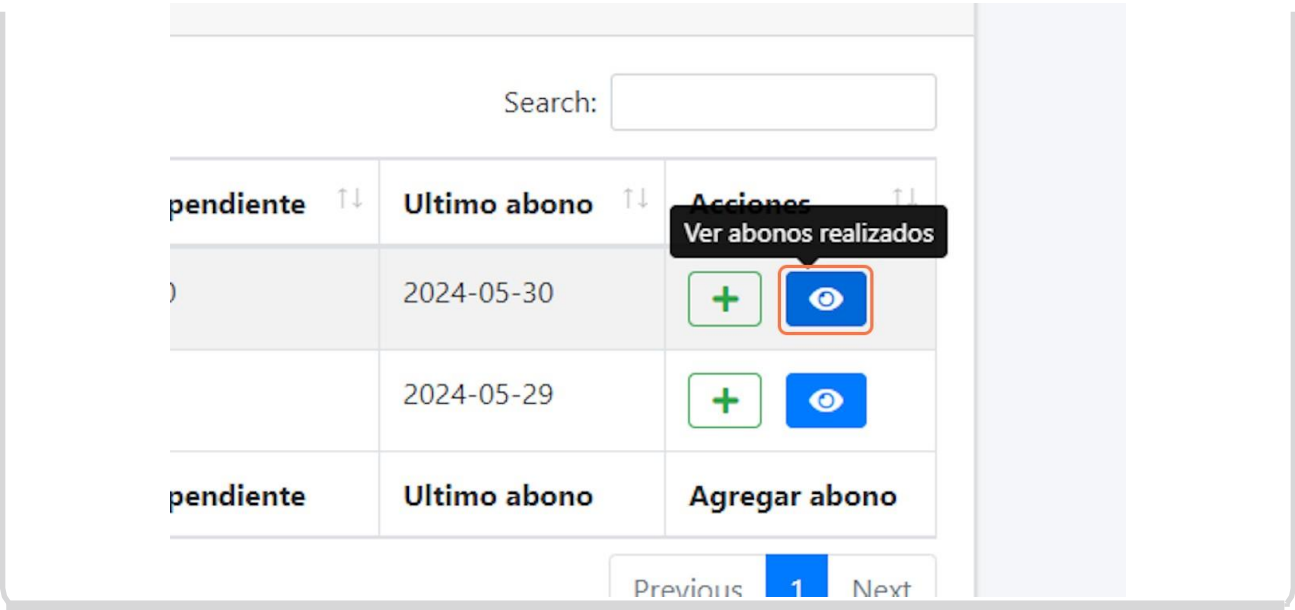 Search:
pendiente Ultimo abono Acciones
Ver abonos realizados
2024-05-30
2024-05-29
pendiente Ultimo abono Agregar abono
Previous 1 Next